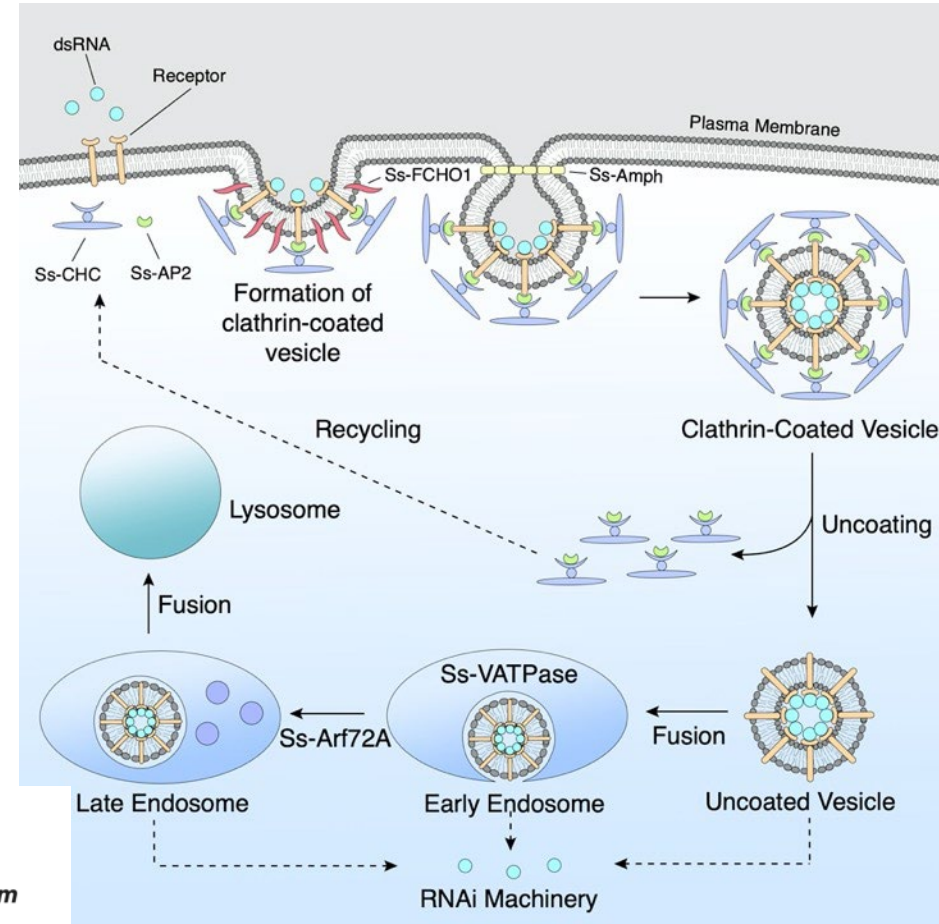 dsRNA
Receptor
Plasma Membrane
Ss-FCHO1
Ss-Amph
Ss-CHC
Ss-AP2
Formation of
clathrin-coated
vesicle
Recycling
Clathrin-Coated Vesicle
Lysosome
Uncoating
Fusion
Ss-VATPase
Ss-Arf72A
Fusion
Late Endosome
Early Endosome
Uncoated Vesicle
RNAi Machinery